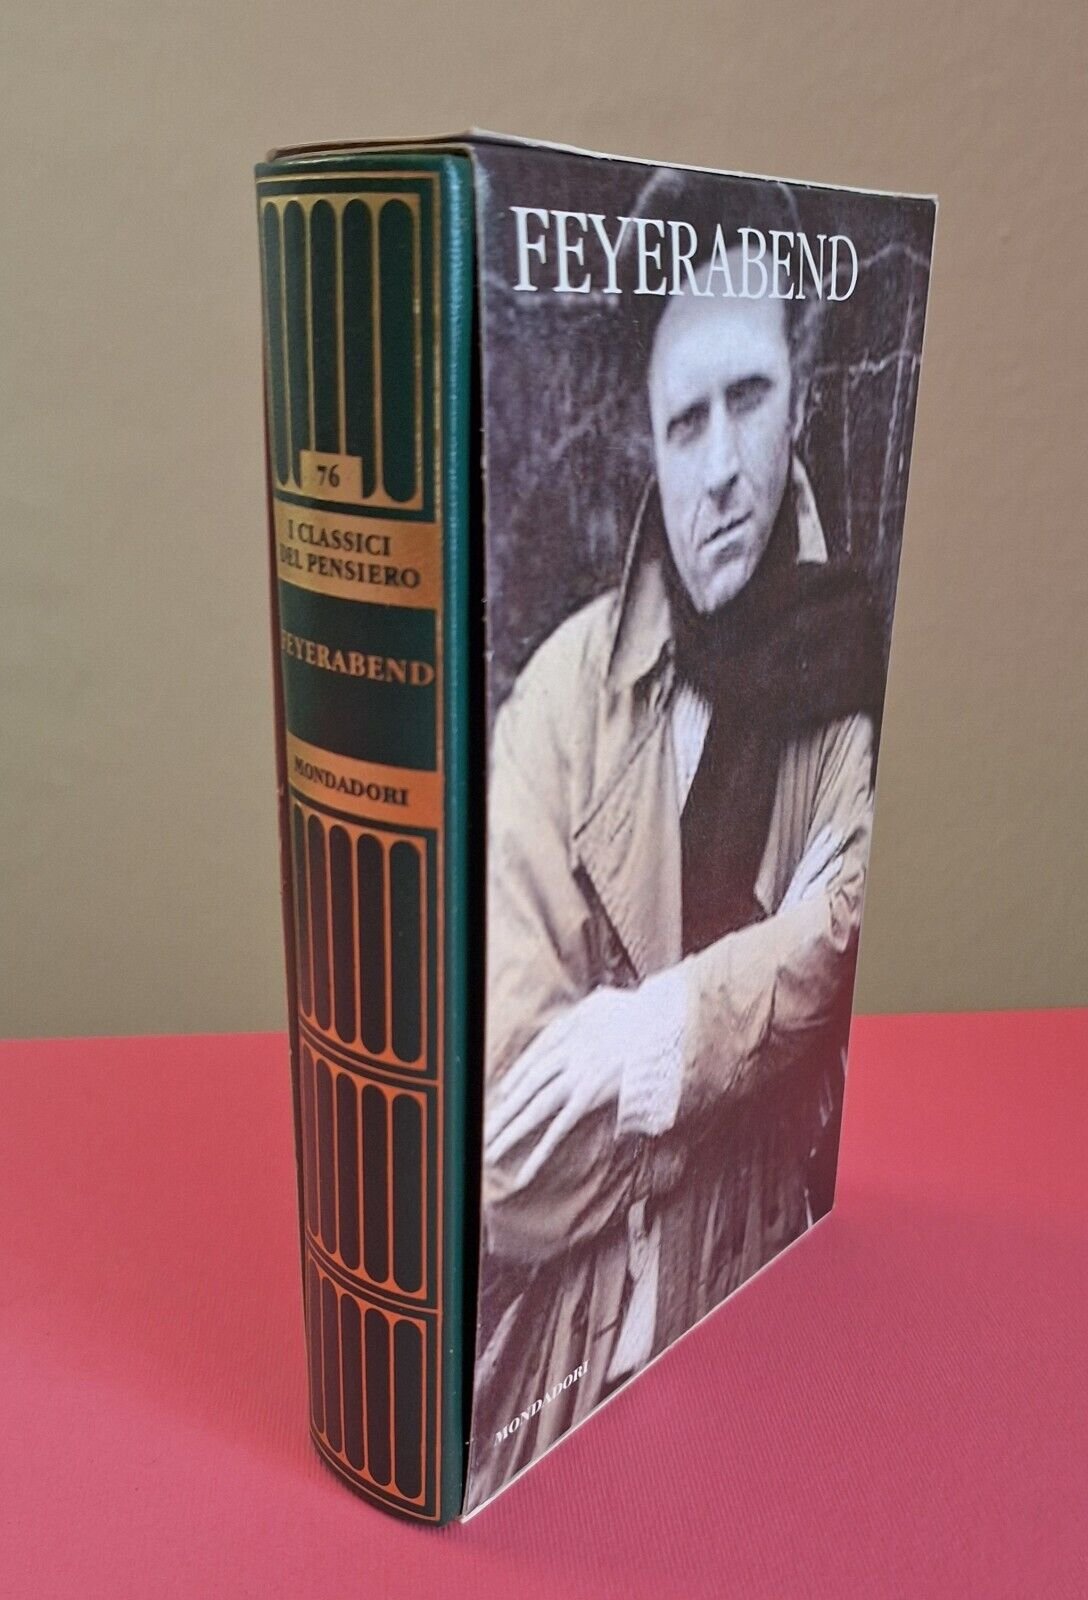 76
I CLASSICI
DEL PENSIERO
FEYERABEND
MONDADORI
FEYERABEND
MONDADORI